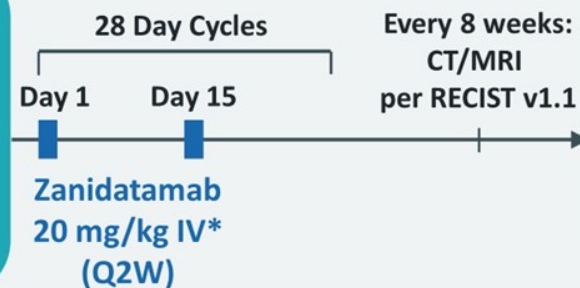 28 Day Cycles
Day 1
Day 15
Zanidatamab
20 mg/kg IV*
(Q2W)
Every 8 weeks:
CT/MRI
per RECIST v1.1